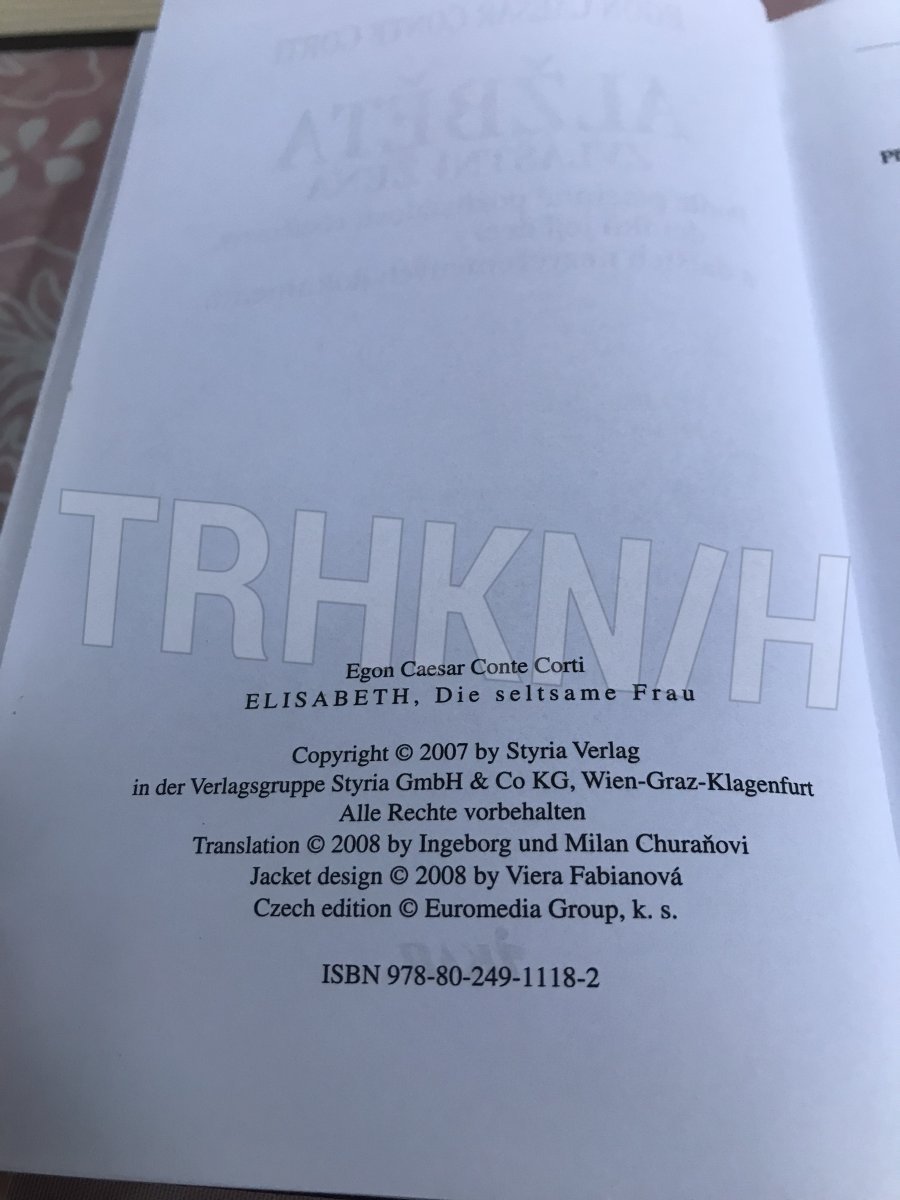 TRHKN/H
Egon Caesar Conte Corti
ELISABETH, Die seltsame Frau
Copyright © 2007 by Styria Verlag
in der Verlagsgruppe Styria GmbH & Co KG, Wien-Graz-Klagenfurt
Alle Rechte vorbehalten
Translation © 2008 by Ingeborg und Milan Churaňovi
Jacket design © 2008 by Viera Fabianová
Czech edition © Euromedia Group, k. s.
ISBN 978-80-249-1118-2